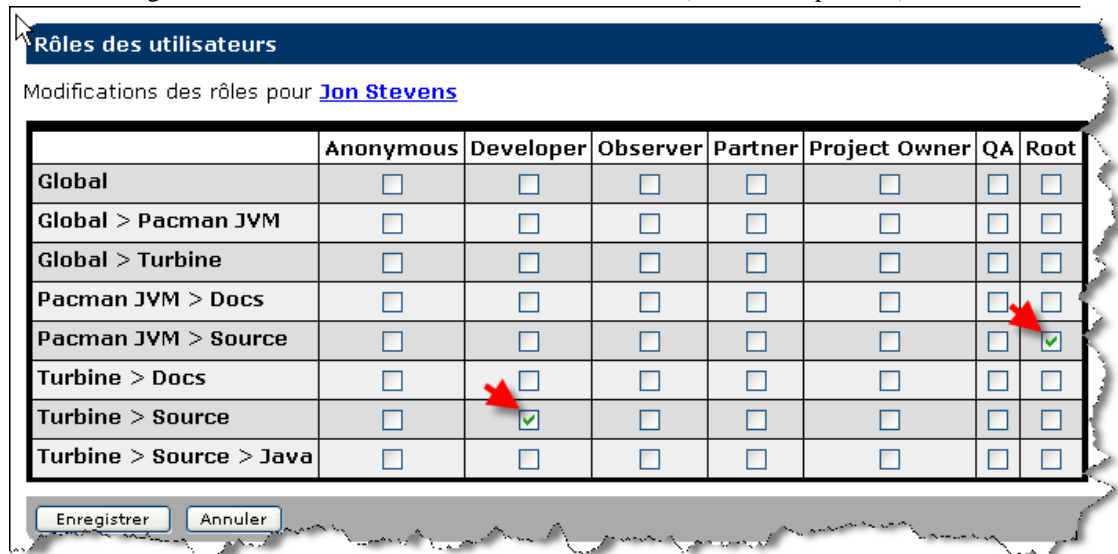 Rôles des utilisateurs
Modifications des rôles pour Jon Stevens
Anonymous Developer Observer Partner Project Owner QA Root
Global
Global > Pacman JVM
Global > Turbine
Pacman JVM > Docs
Pacman JVM > Source
Turbine > Docs
Turbine > Source
Turbine > Source > Java
Enregistrer Annuler